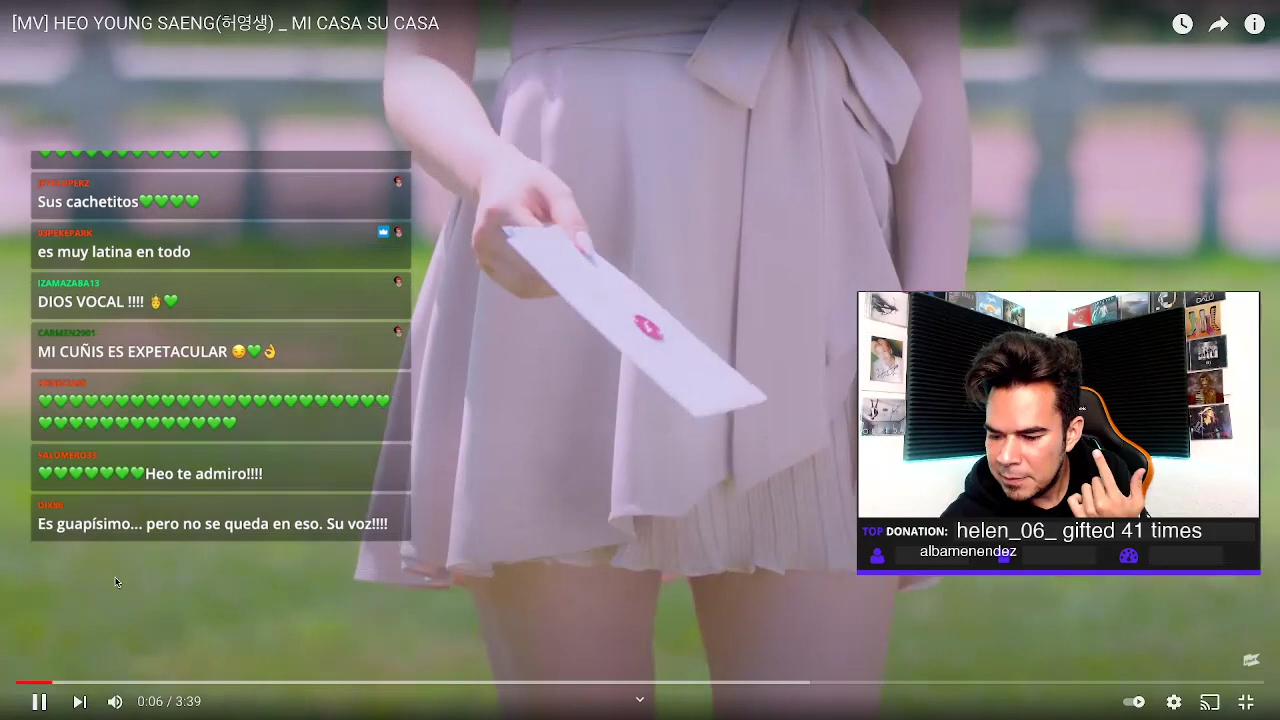 [MV] HEO YOUNG SAENG(허영생) _ MI CASA SU CASA
Sus cachetitos💚💚💚💚
03PEKEPARK
es muy latina en todo
IZAMAZABA13
DIOS VOCAL !!!!
CARMEN2901
MI CUÑIS ES EXPETACULAR 😏💚👌
SALOMERO33
💚💚💚💚💚💚💚Heo te admiro!!!!
Es guapísimo... pero no se queda en eso. Su voz!!!!
TOP DONATION: helen_06_ gifted 41 times
albamenendez
0:06 / 3:39